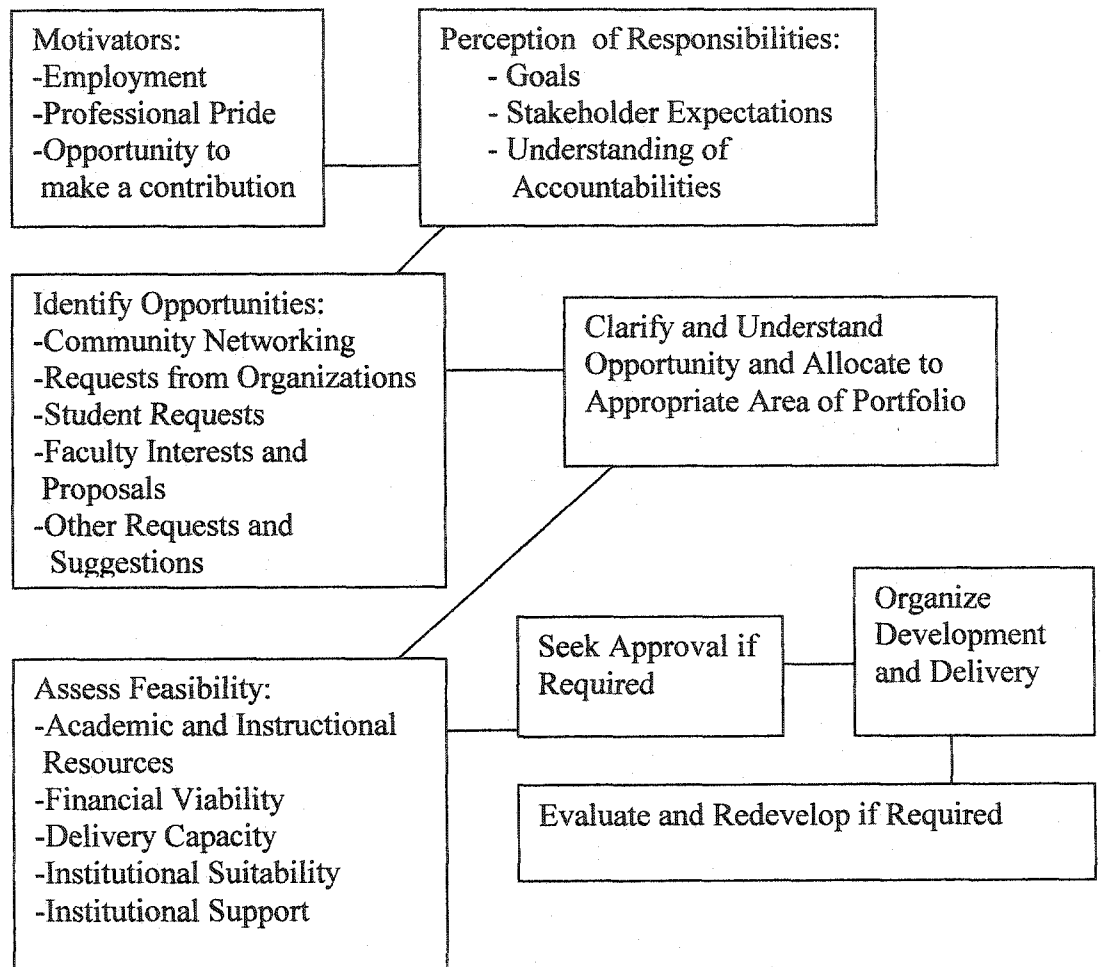 Motivators:
-Employment
-Professional Pride
-Opportunity to
make a contribution
Perception of Responsibilities:
- Goals
- Stakeholder Expectations
- Understanding of
Accountabilities
Identify Opportunities:
-Community Networking
-Requests from Organizations
-Student Requests
-Faculty Interests and
Proposals
-Other Requests and
Suggestions
Clarify and Understand
Opportunity and Allocate to
Appropriate Area of Portfolio
Assess Feasibility:
-Academic and Instructional
Resources
-Financial Viability
-Delivery Capacity
-Institutional Suitability
-Institutional Support
Seek Approval if
Required
Organize
Development
and Delivery
Evaluate and Redevelop if Required